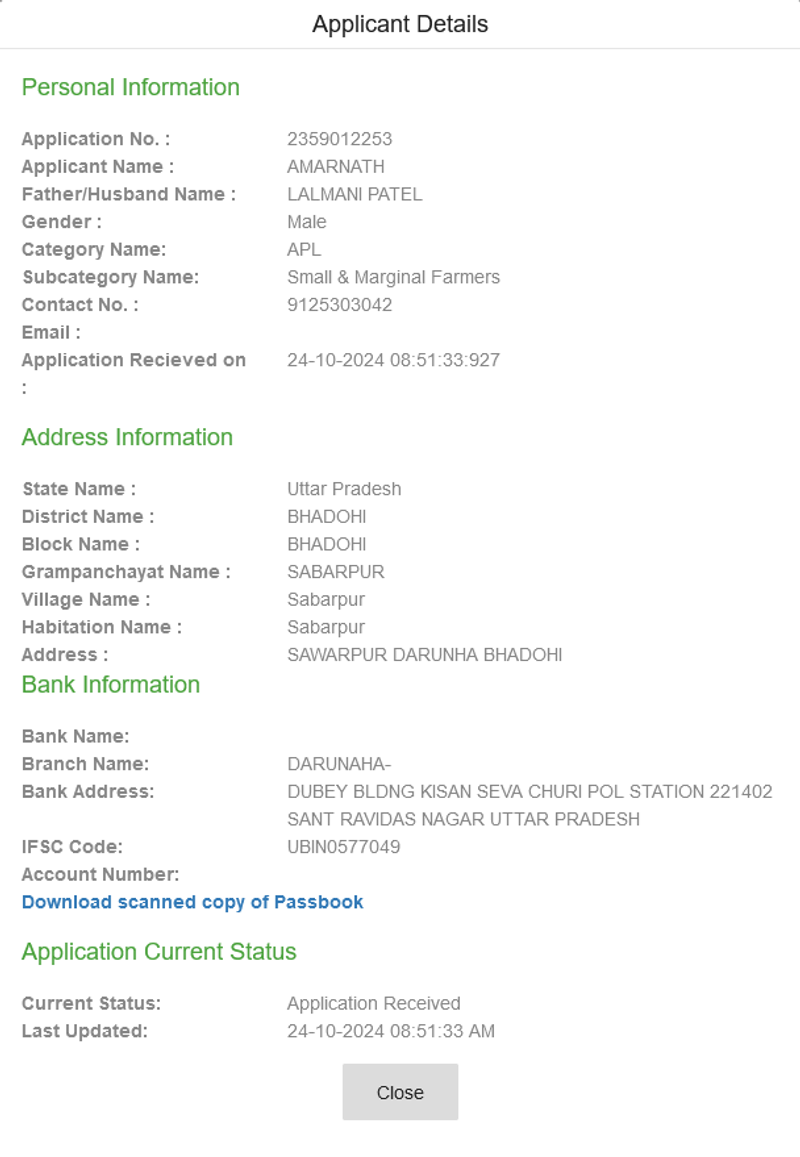 Applicant Details
Personal Information
Application No. : 2359012253
Applicant Name : AMARNATH
Father/Husband Name : LALMANI PATEL
Gender : Male
Category Name: APL
Subcategory Name: Small & Marginal Farmers
Contact No. : 9125303042
Email :
Application Recieved on 24-10-2024 08:51:33:927
:
Address Information
State Name : Uttar Pradesh
District Name : BHADOHI
Block Name : BHADOHI
Grampanchayat Name : SABARPUR
Village Name : Sabarpur
Habitation Name : Sabarpur
Address : SAWARPUR DARUNHA BHADOHI
Bank Information
Bank Name:
Branch Name: DARUNAHA-
Bank Address: DUBEY BLDNG KISAN SEVA CHURI POL STATION 221402
SANT RAVIDAS NAGAR UTTAR PRADESH
IFSC Code: UBIN0577049
Account Number:
Download scanned copy of Passbook
Application Current Status
Current Status: Application Received
Last Updated: 24-10-2024 08:51:33 AM
Close